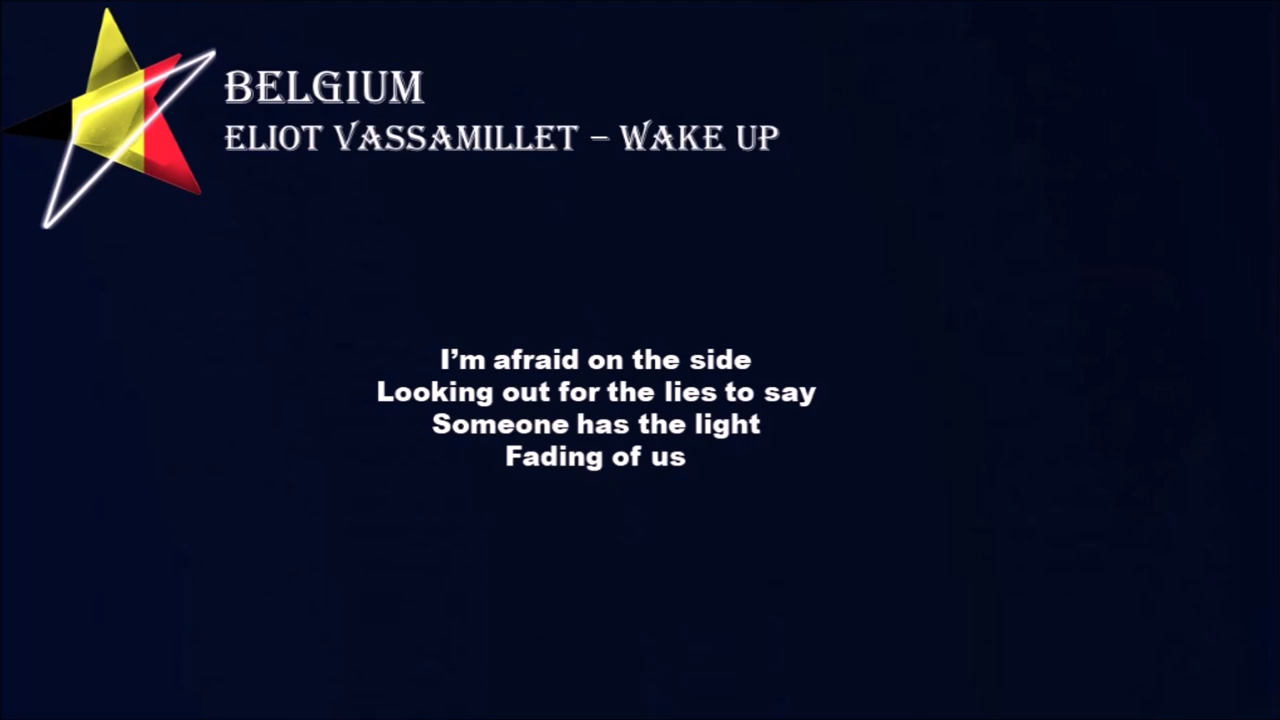 BELGIUM
ELIOT VASSAMILLET – WAKE UP
I'm afraid on the side
Looking out for the lies to say
Someone has the light
Fading of us